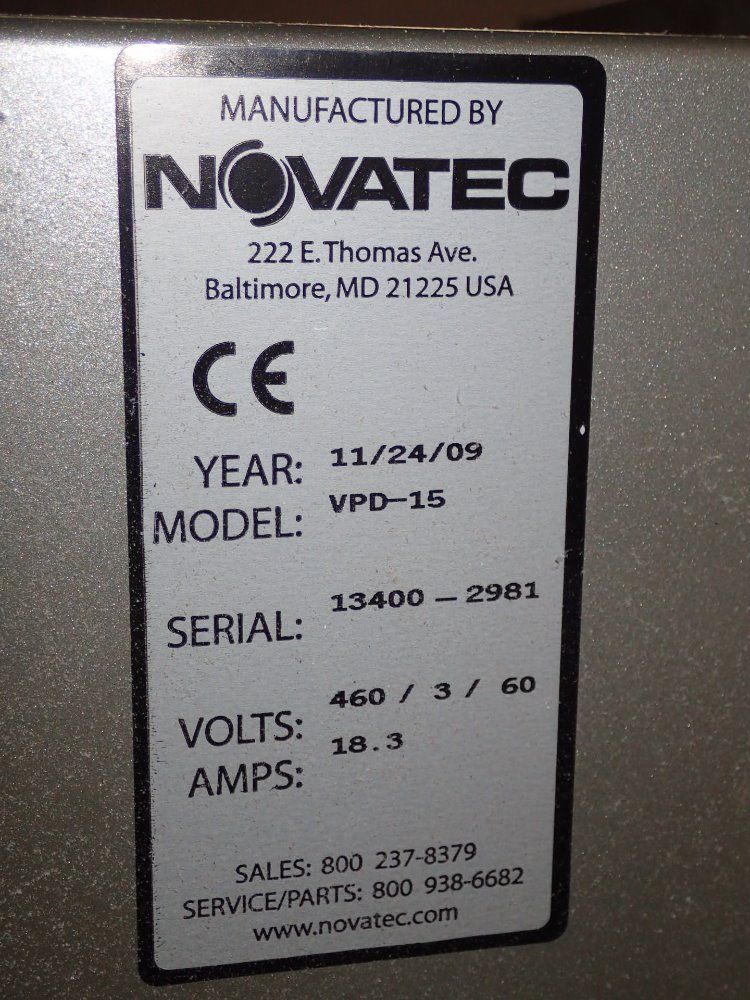 MANUFACTURED BY
NOVATEC
222 E. Thomas Ave.
Baltimore, MD 21225 USA
CE
YEAR: 11/24/09
MODEL: VPD-15
SERIAL: 13400 - 2981
VOLTS: 460 / 3 / 60
AMPS: 18.3
SALES: 800 237-8379
SERVICE/PARTS: 800 938-6682
www.novatec.com